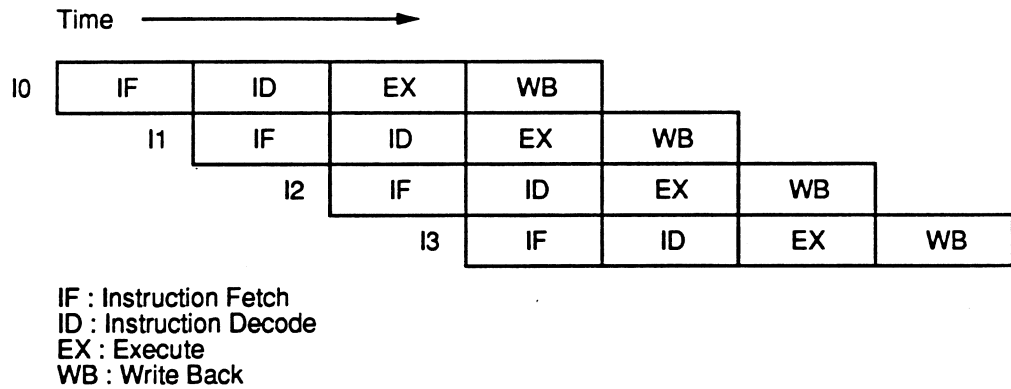 Time
I0 IF ID EX WB
I1 IF ID EX WB
I2 IF ID EX WB
I3 IF ID EX WB
IF : Instruction Fetch
ID : Instruction Decode
EX : Execute
WB : Write Back